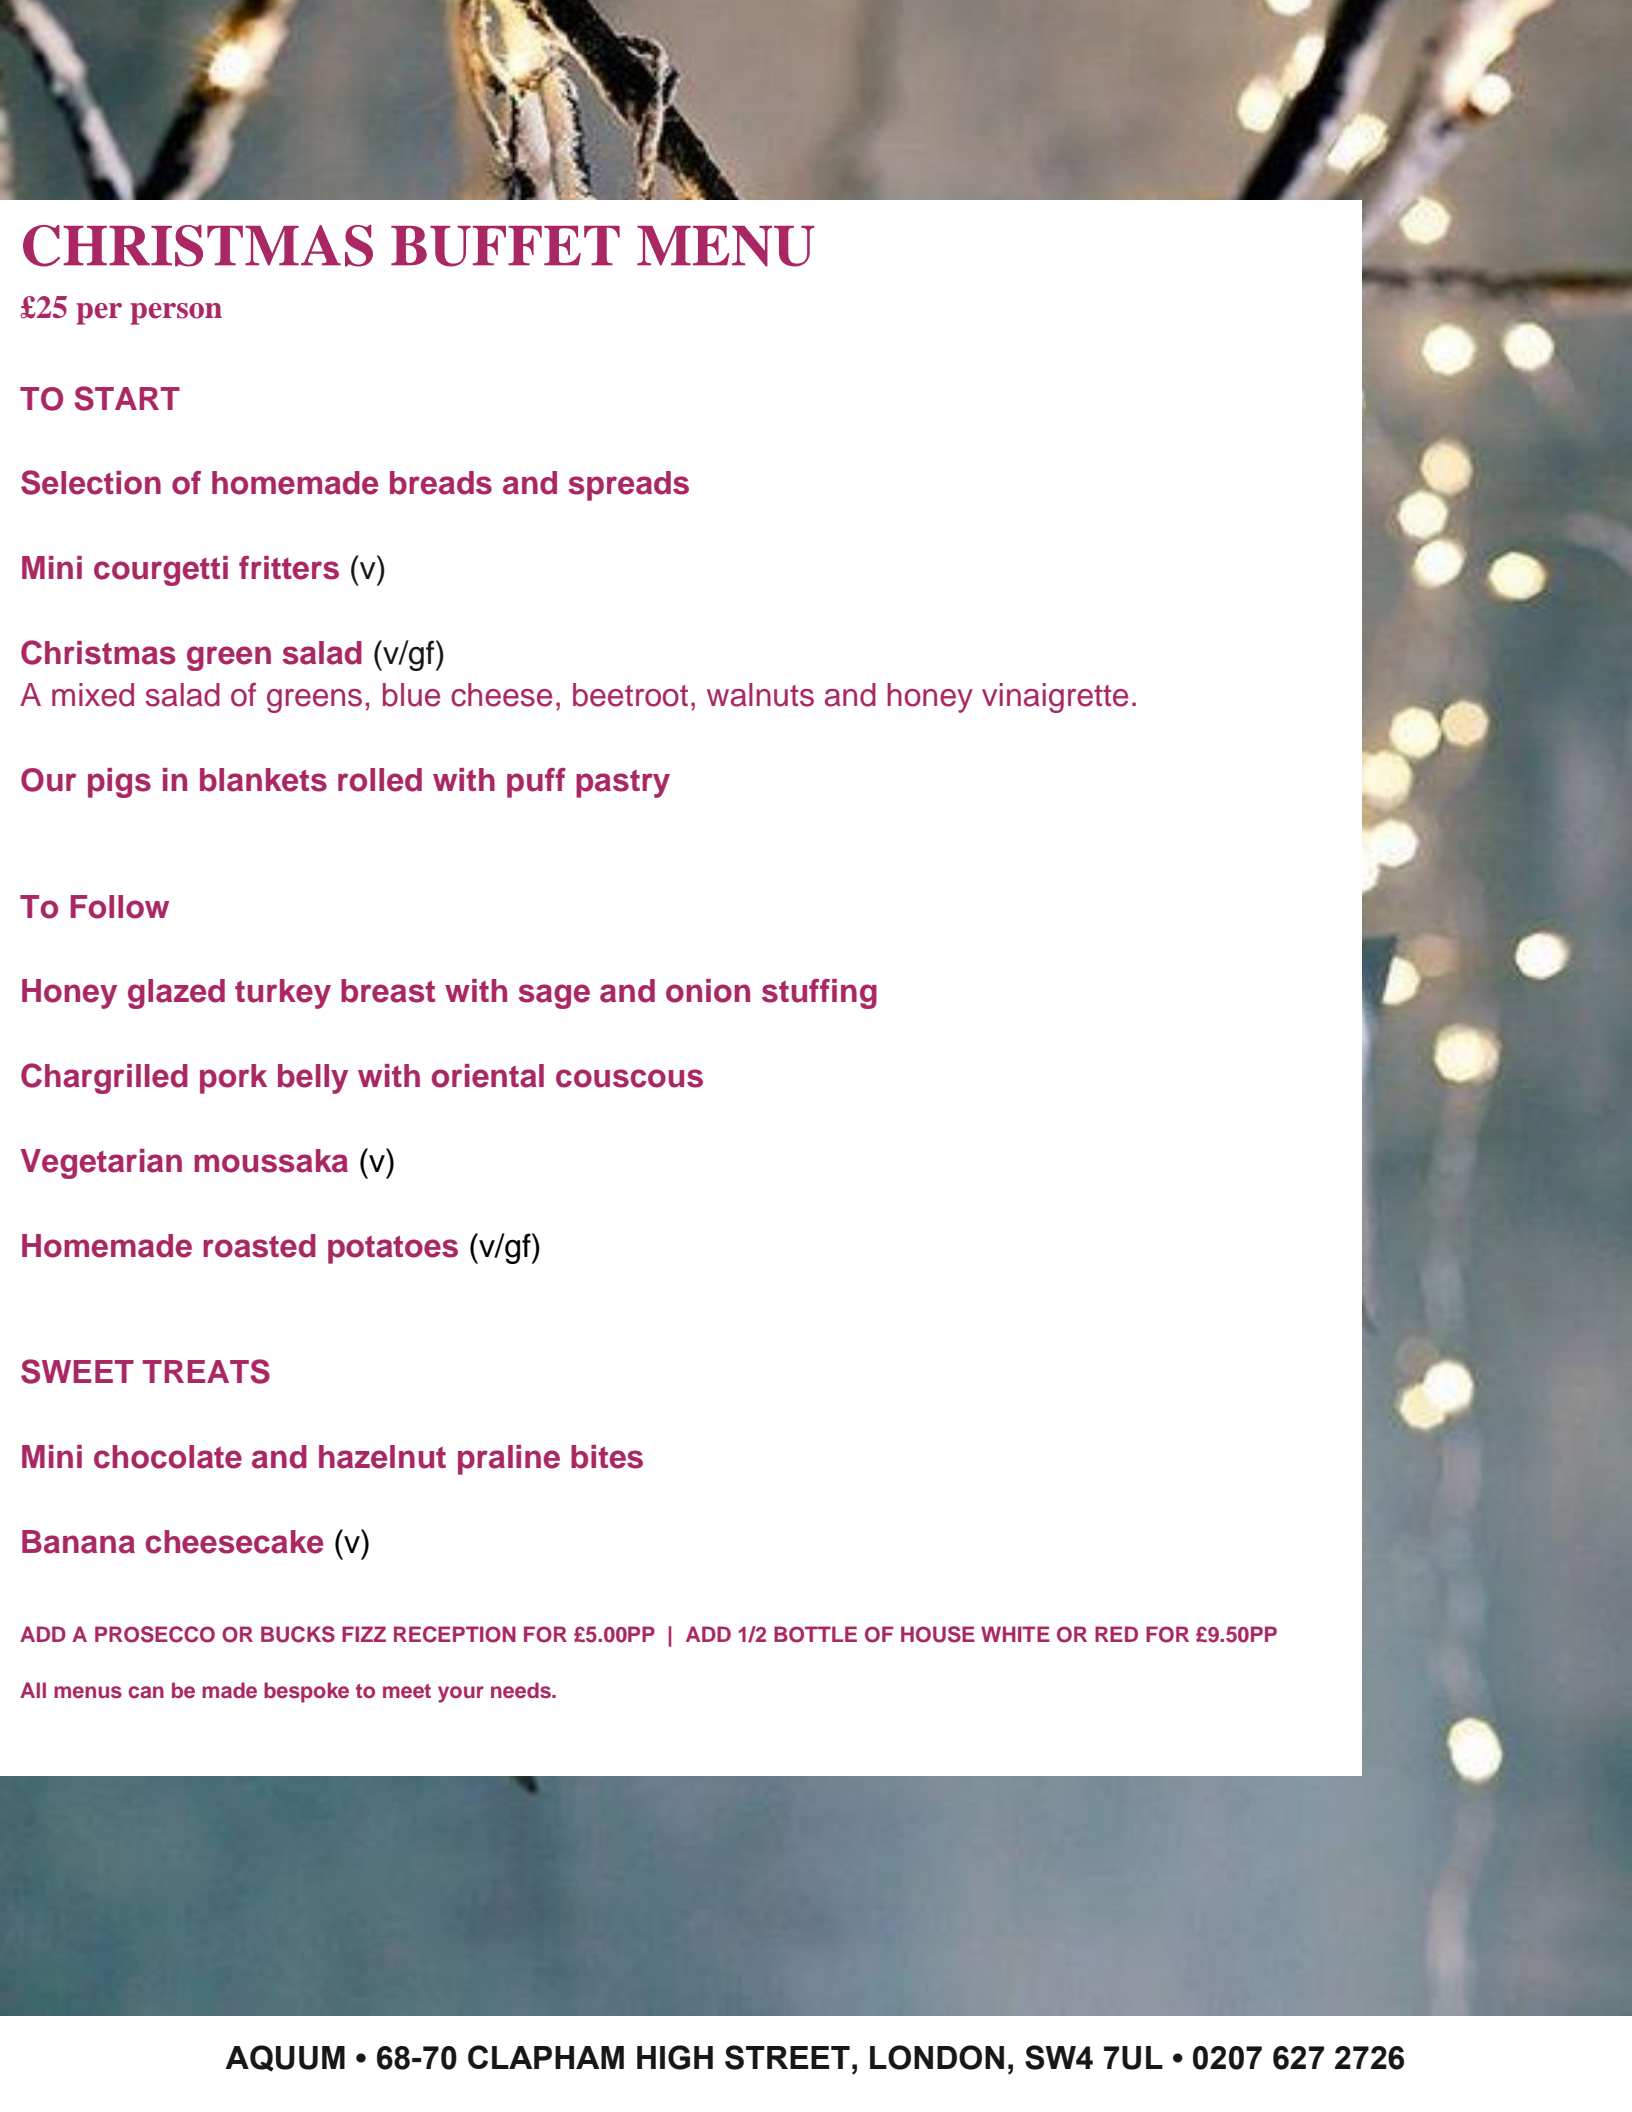 CHRISTMAS BUFFET MENU
£25 per person
TO START
Selection of homemade breads and spreads
Mini courgetti fritters (v)
Christmas green salad (v/gf)
A mixed salad of greens, blue cheese, beetroot, walnuts and honey vinaigrette.
Our pigs in blankets rolled with puff pastry
To Follow
Honey glazed turkey breast with sage and onion stuffing
Chargrilled pork belly with oriental couscous
Vegetarian moussaka (v)
Homemade roasted potatoes (v/gf)
SWEET TREATS
Mini chocolate and hazelnut praline bites
Banana cheesecake (v)
ADD A PROSECCO OR BUCKS FIZZ RECEPTION FOR £5.00PP | ADD 1/2 BOTTLE OF HOUSE WHITE OR RED FOR £9.50PP
All menus can be made bespoke to meet your needs.
AQUUM • 68-70 CLAPHAM HIGH STREET, LONDON, SW4 7UL • 0207 627 2726